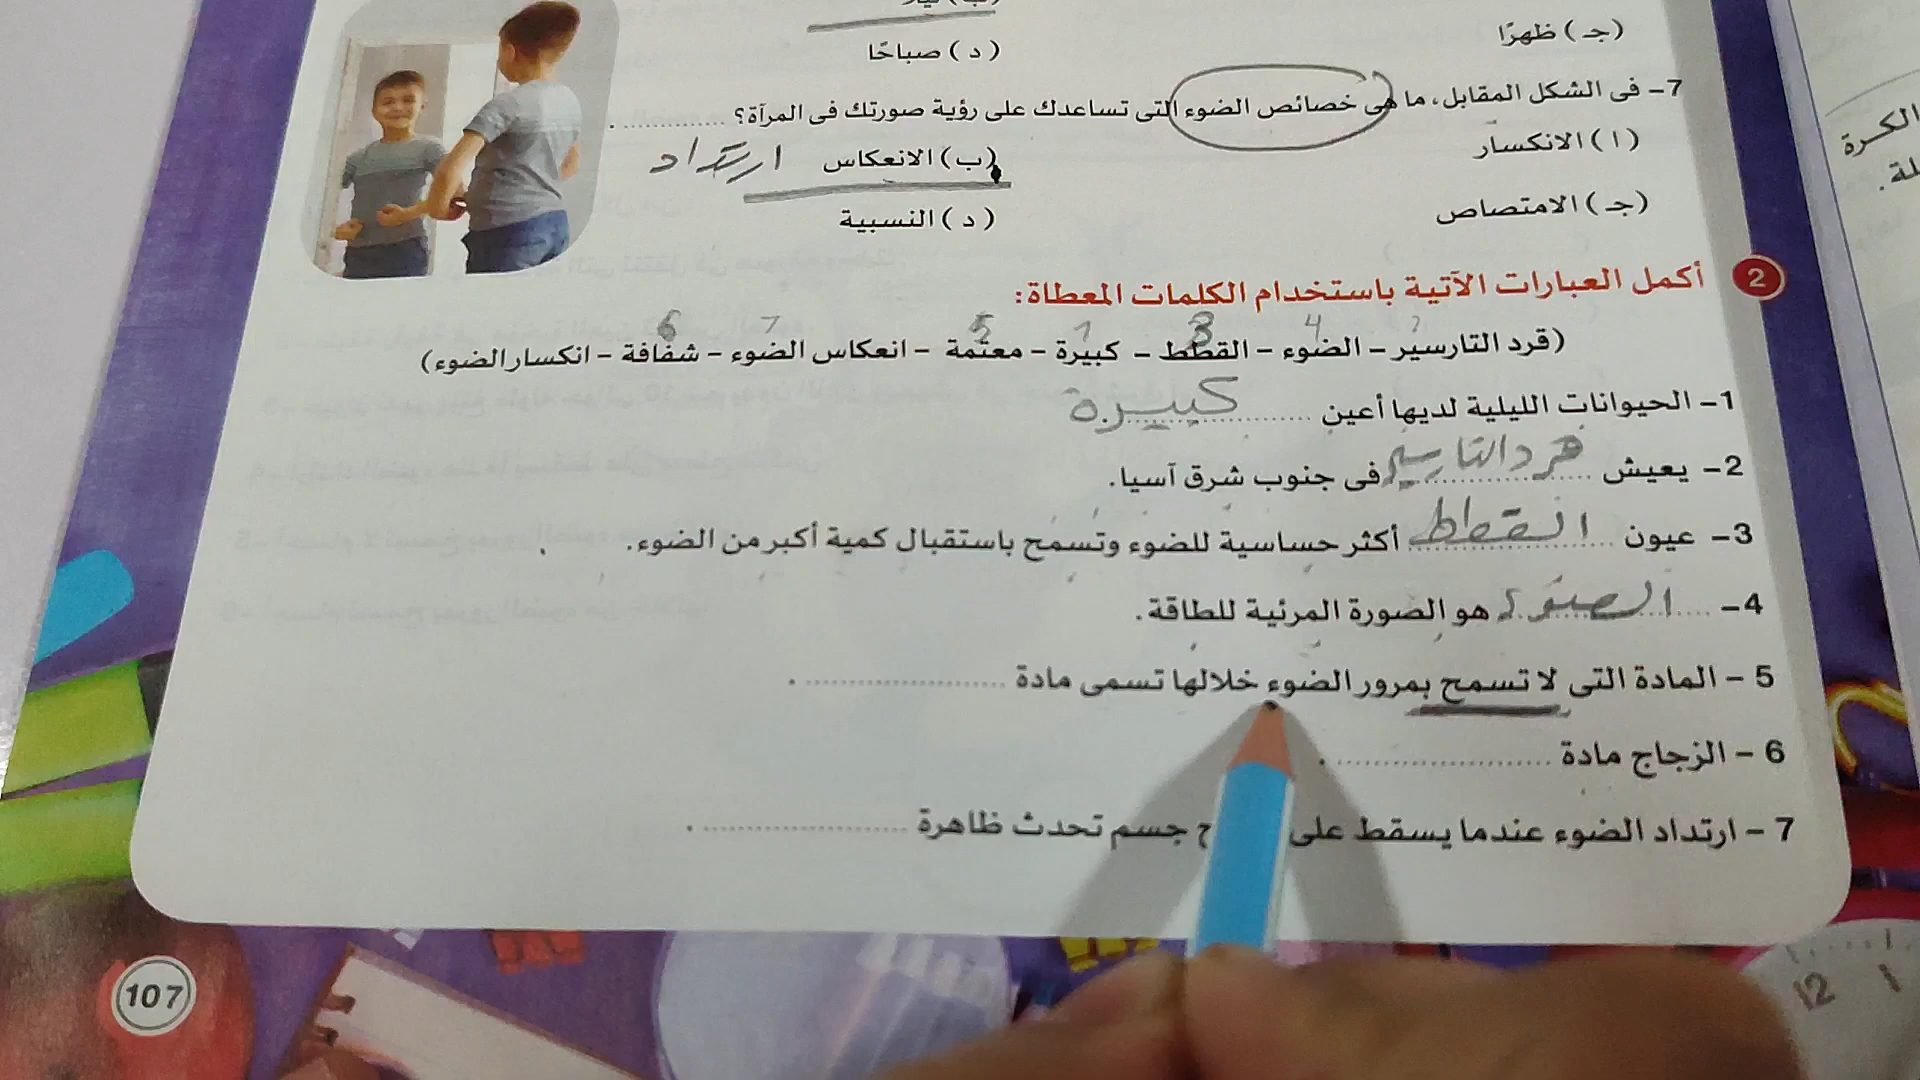 (جـ) ظهرًا
(د) صباحًا
7- فى الشكل المقابل، ما هى خصائص الضوء التى تساعدك على رؤية صورتك فى المرآة؟ ............
(ا) الانكسار
(ب) الانعكاس ارتداد
(جـ) الامتصاص
(د) النسبية
2 أكمل العبارات الآتية باستخدام الكلمات المعطاة:
(قرد التارسير - الضوء - القطط - كبيرة - معتمة - انعكاس الضوء - شفافة - انكسار الضوء)
1- الحيوانات الليلية لديها أعين كبيرة
2- يعيش قرد التارسير فى جنوب شرق آسيا.
3- عيون القطط أكثر حساسية للضوء وتسمح باستقبال كمية أكبر من الضوء.
4- الضوء هو الصورة المرئية للطاقة.
5- المادة التى لا تسمح بمرور الضوء خلالها تسمى مادة ............ .
6- الزجاج مادة ............ .
7- ارتداد الضوء عندما يسقط على جسم تحدث ظاهرة ............ .
107
الكرة
12